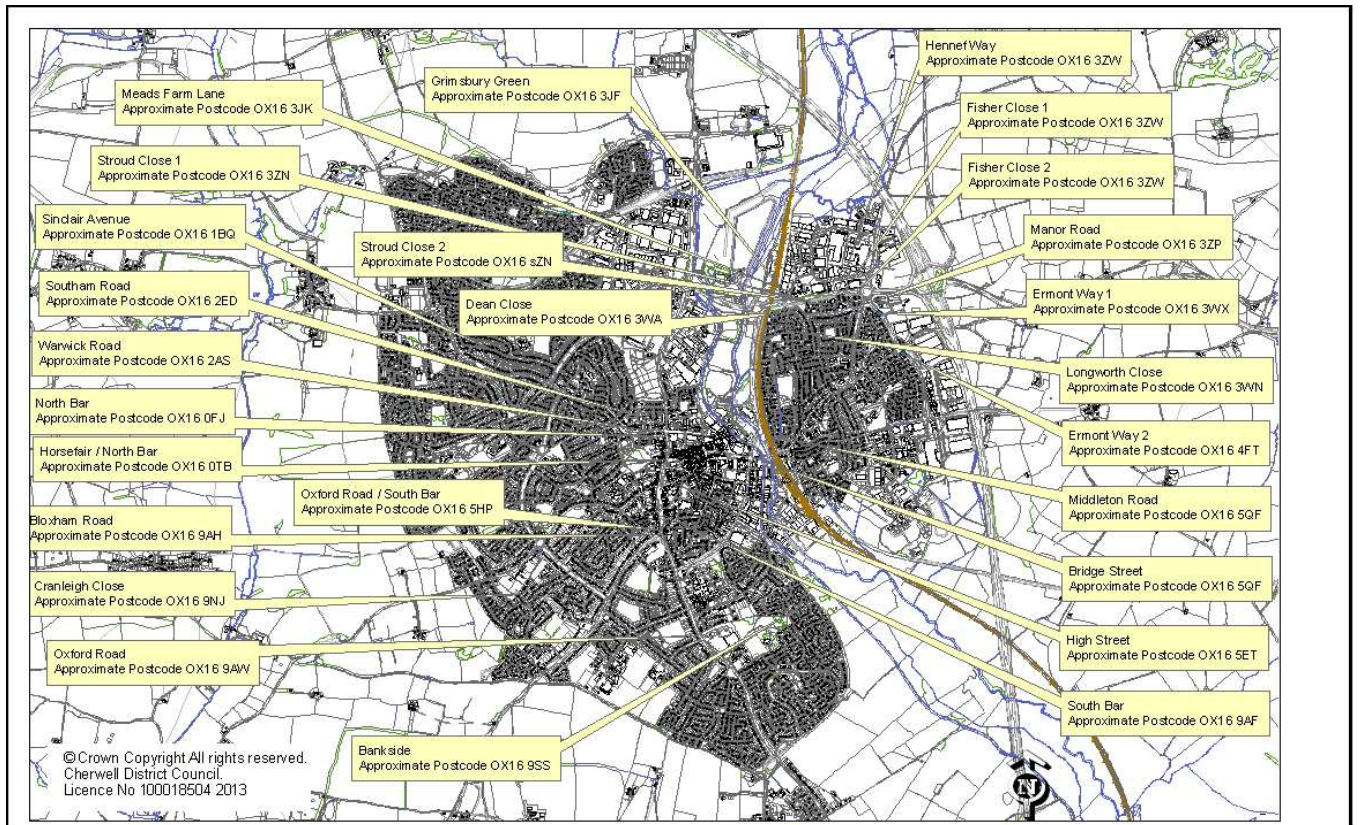 Hennef Way
Approximate Postcode OX16 3ZW
Grimsbury Green
Approximate Postcode OX16 3JF
Meads Farm Lane
Approximate Postcode OX16 3JK
Fisher Close 1
Approximate Postcode OX16 3ZW
Stroud Close 1
Approximate Postcode OX16 3ZN
Fisher Close 2
Approximate Postcode OX16 3ZW
Sinclair Avenue
Approximate Postcode OX16 1BQ
Stroud Close 2
Approximate Postcode OX16 sZN
Manor Road
Approximate Postcode OX16 3ZP
Southam Road
Approximate Postcode OX16 2ED
Dean Close
Approximate Postcode OX16 3WA
Ermont Way 1
Approximate Postcode OX16 3WX
Warwick Road
Approximate Postcode OX16 2AS
Longworth Close
Approximate Postcode OX16 3WN
North Bar
Approximate Postcode OX16 0FJ
Ermont Way 2
Approximate Postcode OX16 4FT
Horsefair / North Bar
Approximate Postcode OX16 0TB
Oxford Road / South Bar
Approximate Postcode OX16 5HP
Middleton Road
Approximate Postcode OX16 5QF
Bloxham Road
Approximate Postcode OX16 9AH
Bridge Street
Approximate Postcode OX16 5QF
Cranleigh Close
Approximate Postcode OX16 9NJ
High Street
Approximate Postcode OX16 5ET
Oxford Road
Approximate Postcode OX16 9AW
South Bar
Approximate Postcode OX16 9AF
Bankside
Approximate Postcode OX16 9SS
© Crown Copyright All rights reserved.
Cherwell District Council.
Licence No 100018504 2013
N